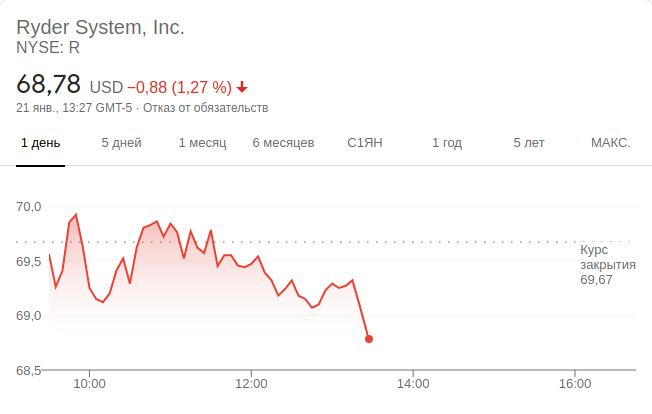 Ryder System, Inc.
NYSE: R
68,78 USD −0,88 (1,27 %)
21 янв., 13:27 GMT-5 · Отказ от обязательств
1 день 5 дней 1 месяц 6 месяцев С1ЯН 1 год 5 лет МАКС.
70,0
69,5
69,0
68,5
Курс
закрытия
69,67
10:00 12:00 14:00 16:00